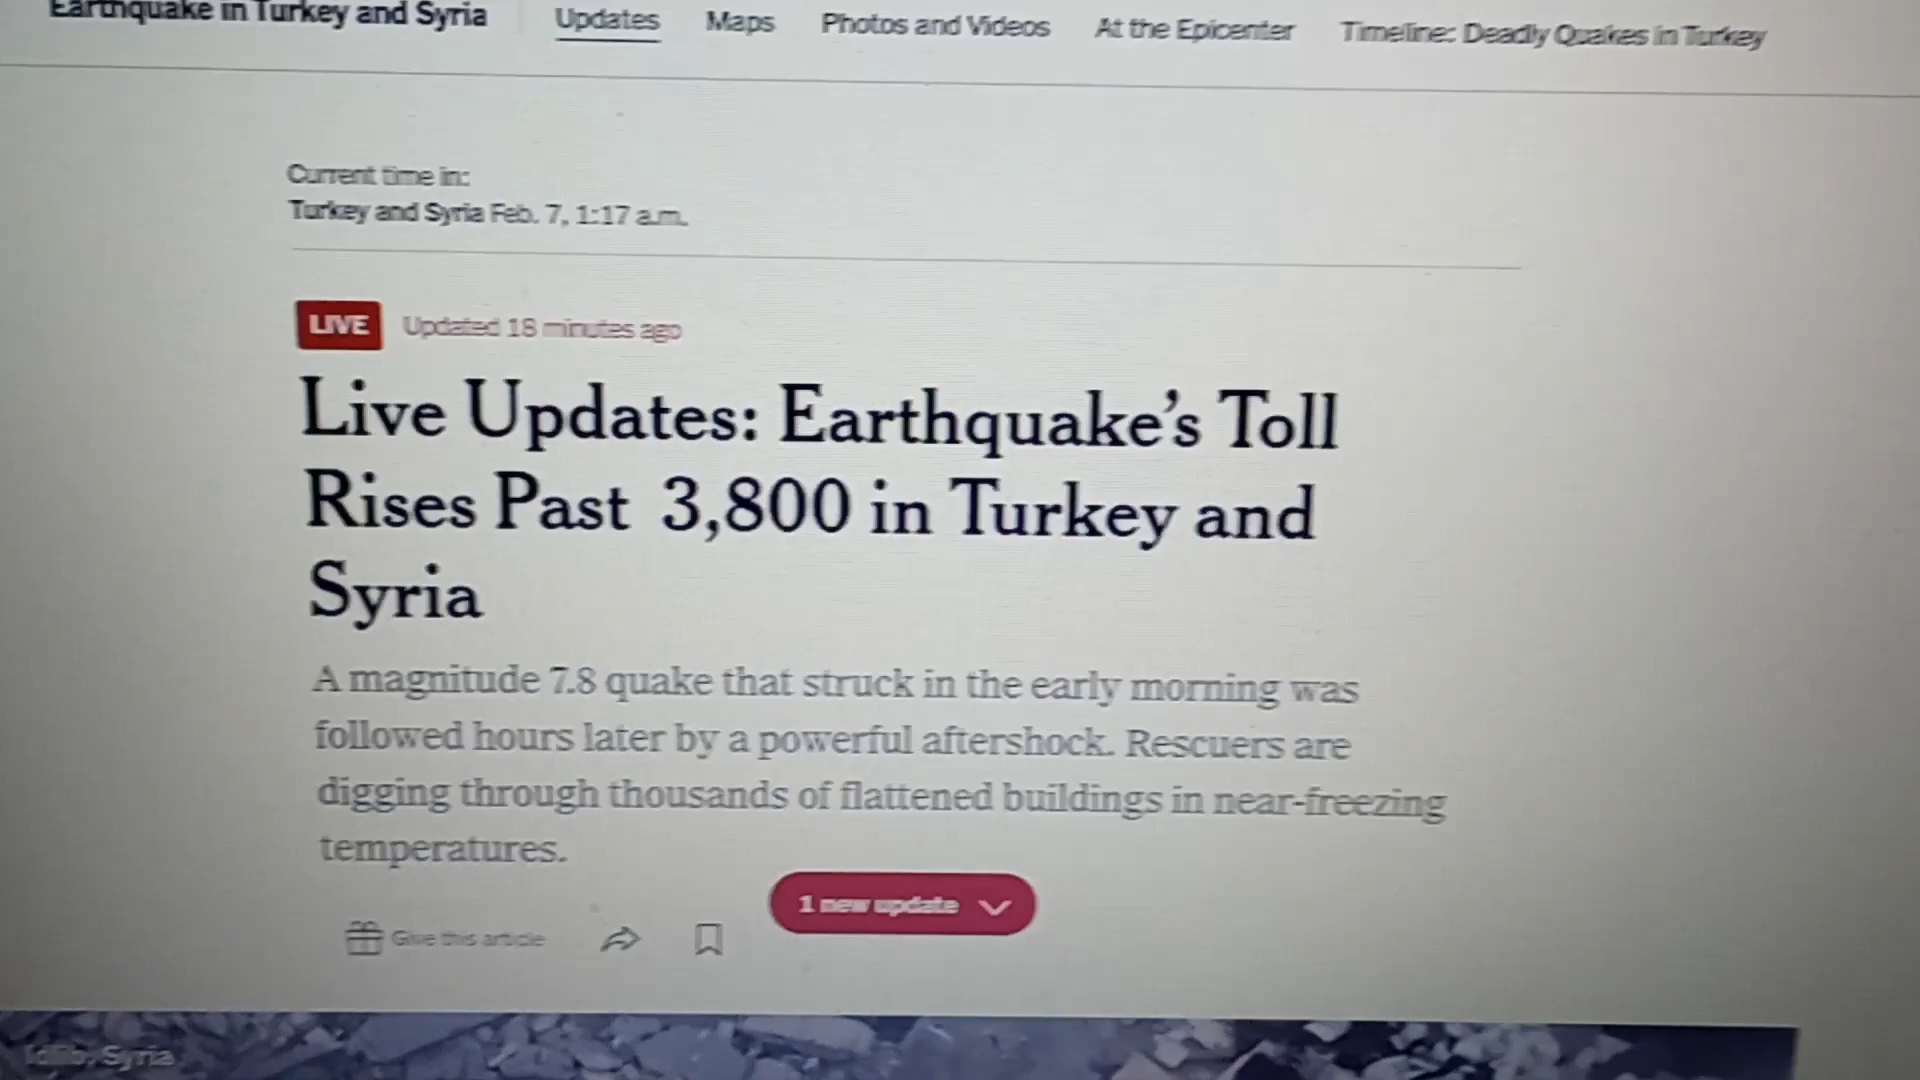 Earthquake in Turkey and Syria Updates Maps Photos and Videos At the Epicenter Timeline: Deadly Quakes in Turkey
Current time in:
Turkey and Syria Feb. 7, 1:17 a.m.
LIVE Updated 18 minutes ago
Live Updates: Earthquake’s Toll
Rises Past 3,800 in Turkey and
Syria
A magnitude 7.8 quake that struck in the early morning was
followed hours later by a powerful aftershock. Rescuers are
digging through thousands of flattened buildings in near-freezing
temperatures.
1 new update
Give this article
Idlib, Syria